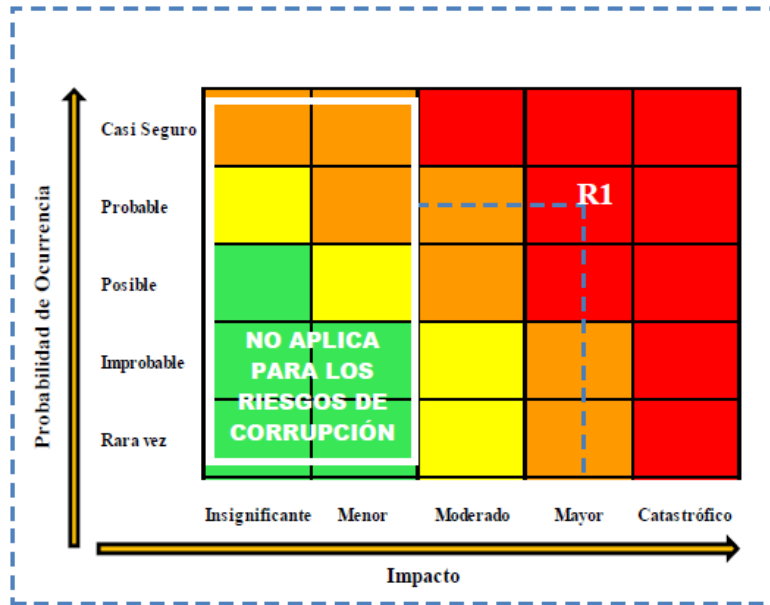 Probabilidad de Ocurrencia
Casi Seguro
Probable
R1
Posible
Improbable
Rara vez
NO APLICA
PARA LOS
RIESGOS DE
CORRUPCIÓN
Insignificante
Menor
Moderado
Mayor
Catastrófico
Impacto